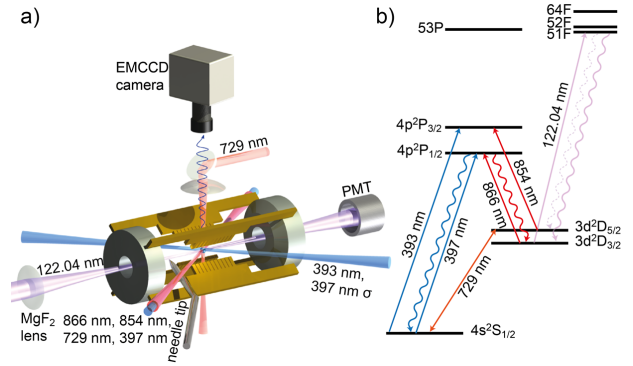 a)
EMCCD
camera
729 nm
PMT
122.04 nm
MgF₂
lens
866 nm, 854 nm,
729 nm, 397 nm
needle tip
393 nm,
397 nm σ
b)
64F
52F
51F
53P
4p²P₃/₂
4p²P₁/₂
122.04 nm
854 nm
866 nm
393 nm
397 nm
729 nm
3d²D₅/₂
3d²D₃/₂
4s²S₁/₂